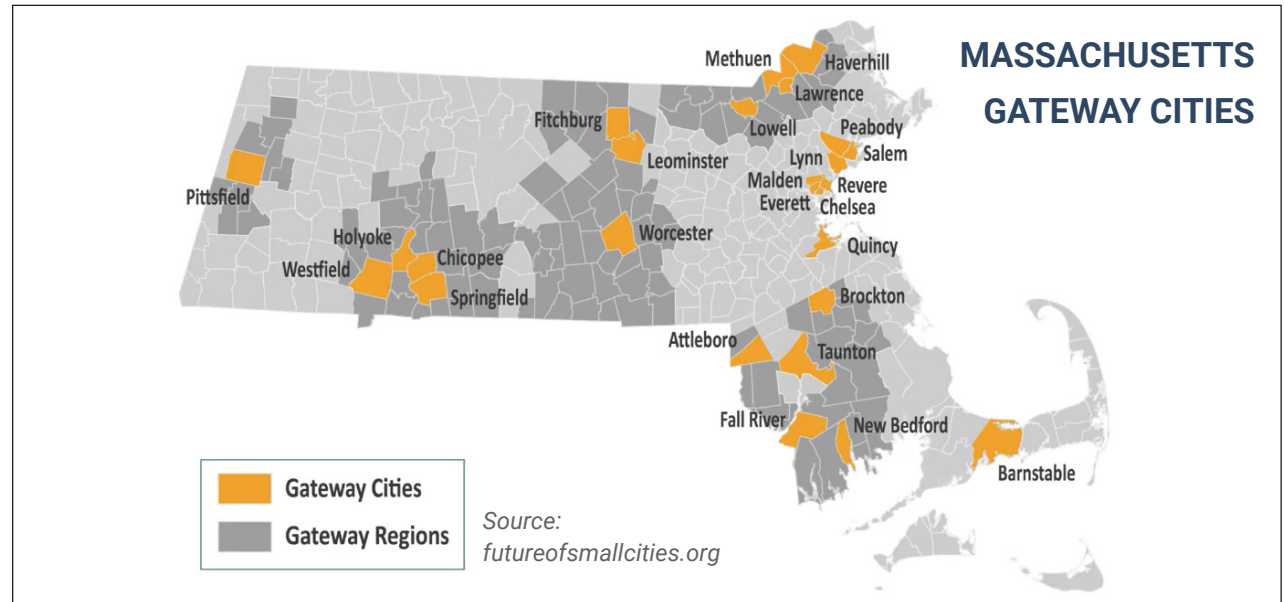 MASSACHUSETTS
GATEWAY CITIES
Methuen
Haverhill
Lawrence
Fitchburg
Lowell
Peabody
Leominster
Lynn
Salem
Malden
Revere
Pittsfield
Everett
Chelsea
Holyoke
Worcester
Quincy
Westfield
Chicopee
Springfield
Brockton
Attleboro
Taunton
Fall River
New Bedford
Barnstable
Gateway Cities
Gateway Regions
Source:
futureofsmallcities.org